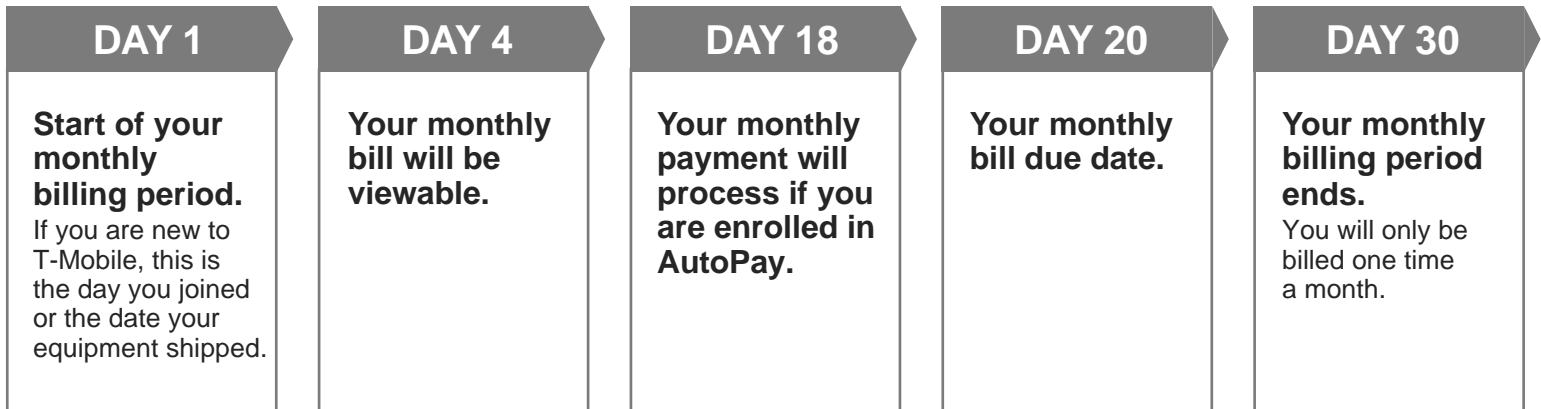 DAY 1
Start of your
monthly
billing period.
If you are new to
T-Mobile, this is
the day you joined
or the date your
equipment shipped.
DAY 4
Your monthly
bill will be
viewable.
DAY 18
Your monthly
payment will
process if you
are enrolled in
AutoPay.
DAY 20
Your monthly
bill due date.
DAY 30
Your monthly
billing period
ends.
You will only be
billed one time
a month.